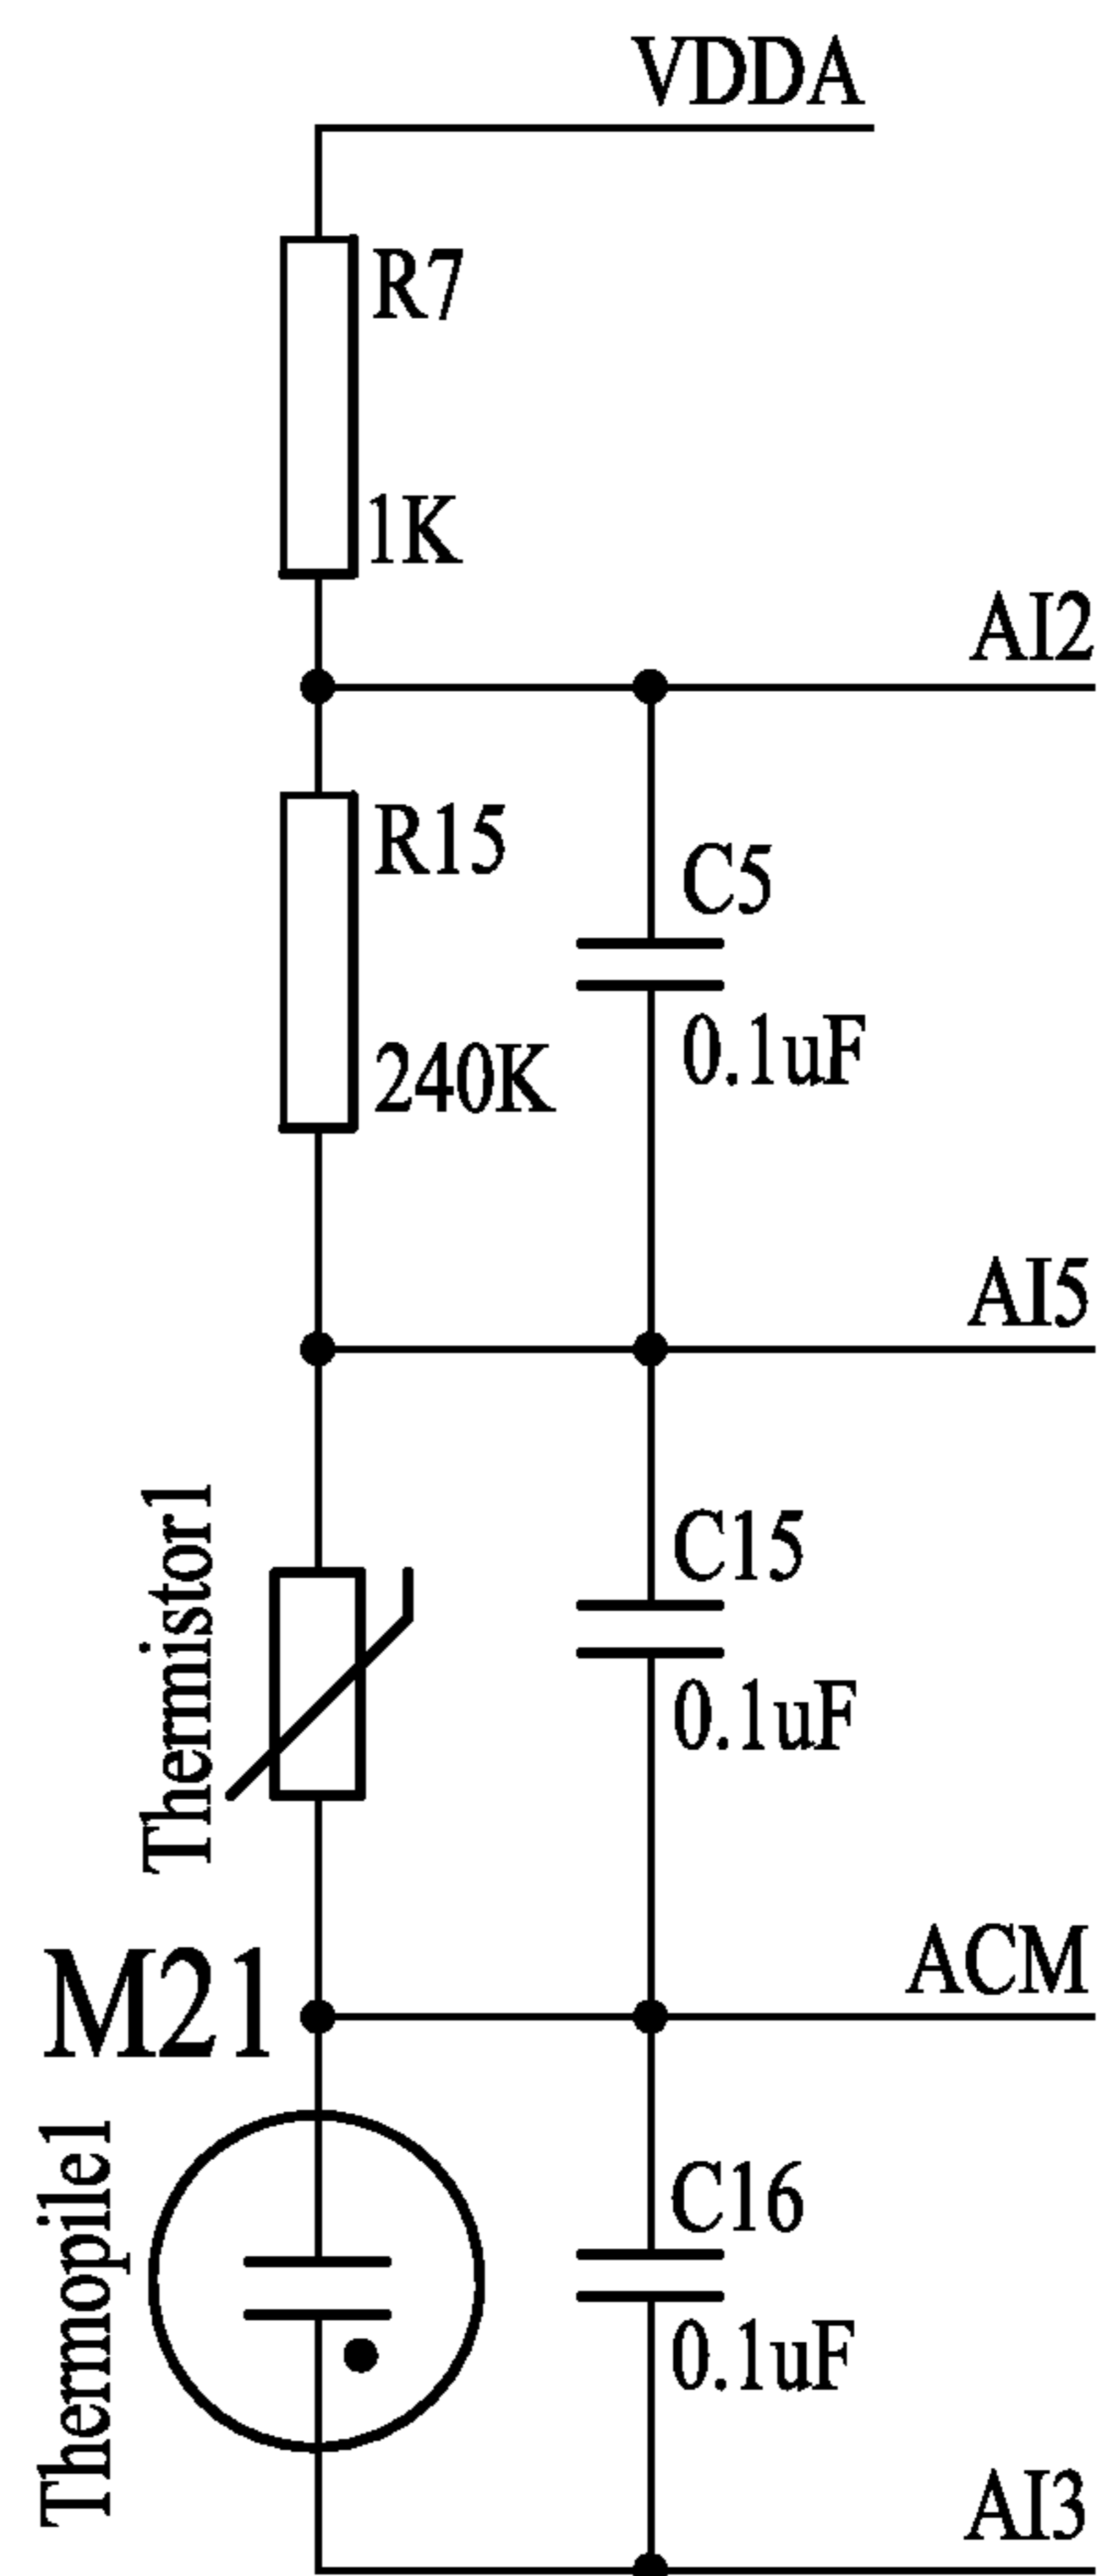 VDDA
R7
1K
AI2
R15
C5
0.1uF
240K
AI5
Thermistor1
C15
0.1uF
ACM
M21
Thermopile1
C16
0.1uF
AI3